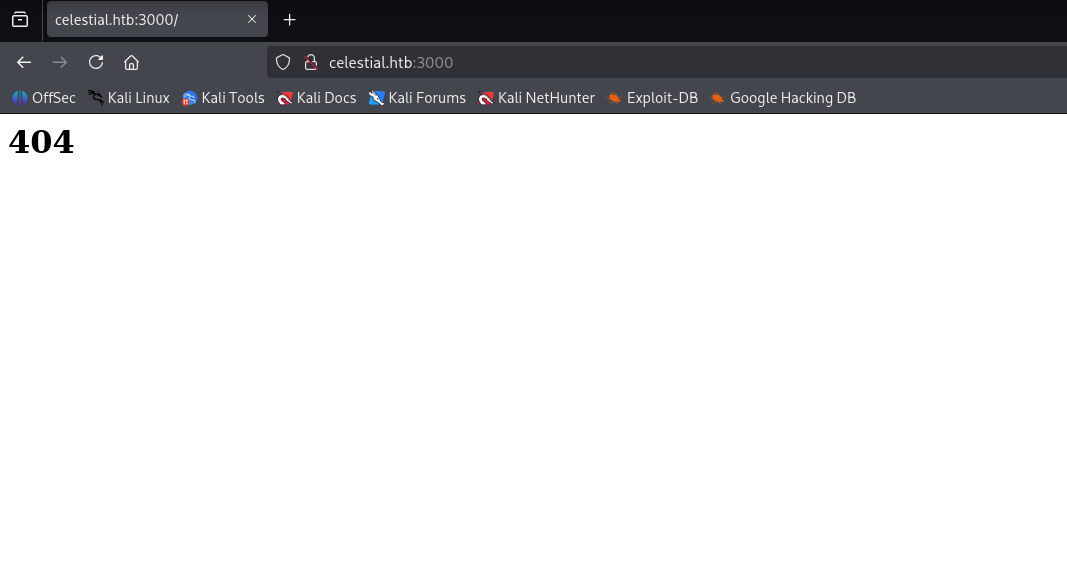 celestial.htb:3000/
celestial.htb:3000
OffSec Kali Linux Kali Tools Kali Docs Kali Forums Kali NetHunter Exploit-DB Google Hacking DB
404